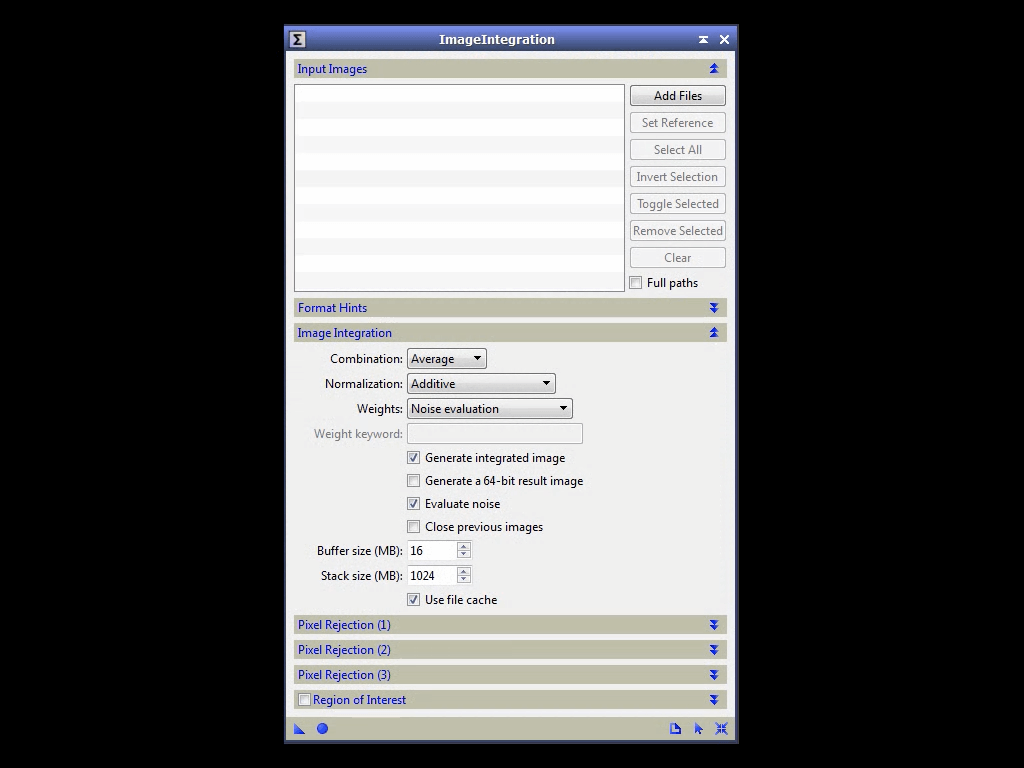 Σ ImageIntegration
Input Images
Add Files
Set Reference
Select All
Invert Selection
Toggle Selected
Remove Selected
Clear
Full paths
Format Hints
Image Integration
Combination: Average
Normalization: Additive
Weights: Noise evaluation
Weight keyword:
Generate integrated image
Generate a 64-bit result image
Evaluate noise
Close previous images
Buffer size (MB): 16
Stack size (MB): 1024
Use file cache
Pixel Rejection (1)
Pixel Rejection (2)
Pixel Rejection (3)
Region of Interest